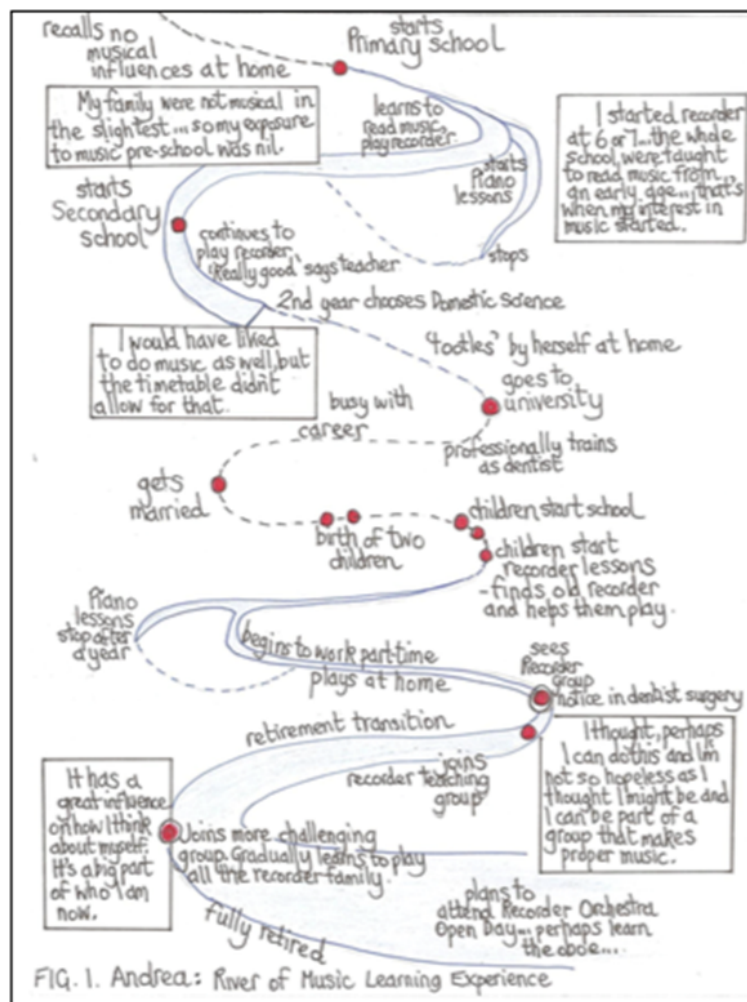 recalls no
musical
influences at home
starts
Primary school
My family were not musical in
the slightest... so my exposure
to music pre-school was nil.
learns to
read music,
play recorder
I started recorder
at 6 or 7... the whole
school were taught
to read music from
an early age... that's
when my interest in
music started.
starts
Piano
lessons
stops
starts
Secondary
school
continues to
play recorder
'Really good' says teacher
2nd year chooses Domestic science
I would have liked
to do music as well, but
the timetable didn't
allow for that.
'tootles' by herself at home
goes to
university
busy with
career
professionally trains
as dentist
gets
married
birth of two
children
children start school
children start
recorder lessons
- finds old recorder
and helps them play.
Piano
lessons
stop after
a year
begins to work part-time
plays at home
sees
Recorder
group
notice in dentist surgery
retirement transition
joins
recorder teaching
group
I thought, perhaps
I can do this and I'm
not so hopeless as I
thought I might be and
I can be part of a
group that makes
proper music.
It has a
great influence
on how I think
about myself.
It's a big part
of who I am
now.
Joins more challenging
group. Gradually learns to play
all the recorder family.
fully retired
plans to
attend Recorder Orchestra
Open Day... perhaps learn
the oboe...
FIG. 1. Andrea: River of Music Learning Experience